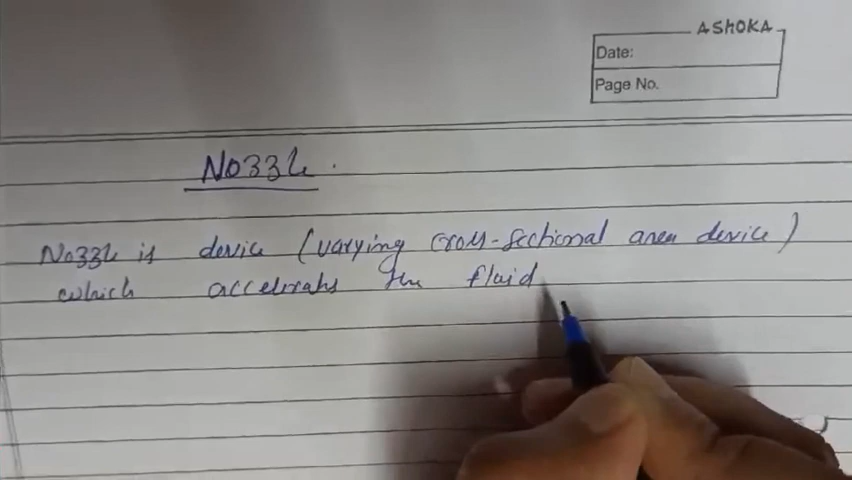 ASHOKA
Date:
Page No.
Nozzle
Nozzle is device (varying cross-sectional area device)
which accelerates the fluid